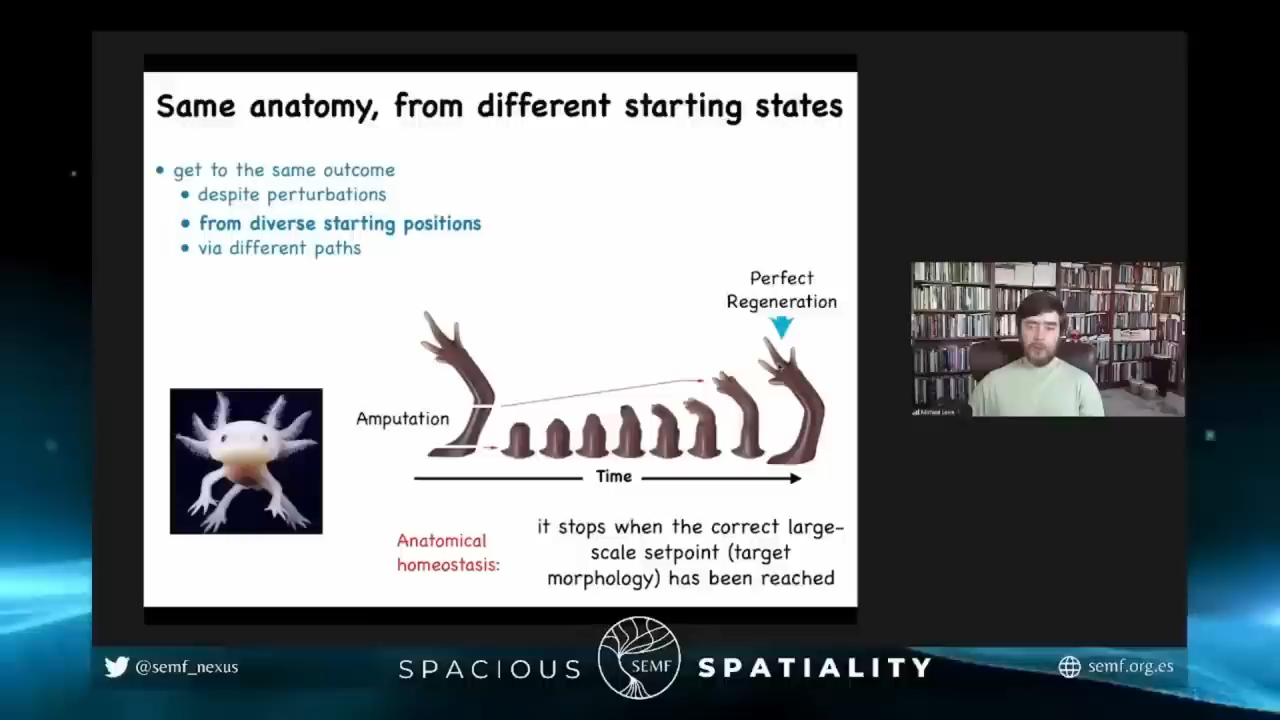 Same anatomy, from different starting states
• get to the same outcome
• despite perturbations
• from diverse starting positions
• via different paths
Perfect
Regeneration
Amputation
Time
Anatomical
homeostasis:
it stops when the correct large-
scale setpoint (target
morphology) has been reached
Michael Levin
@semf_nexus
SPACIOUS
SEMF
SPATIALITY
semf.org.es